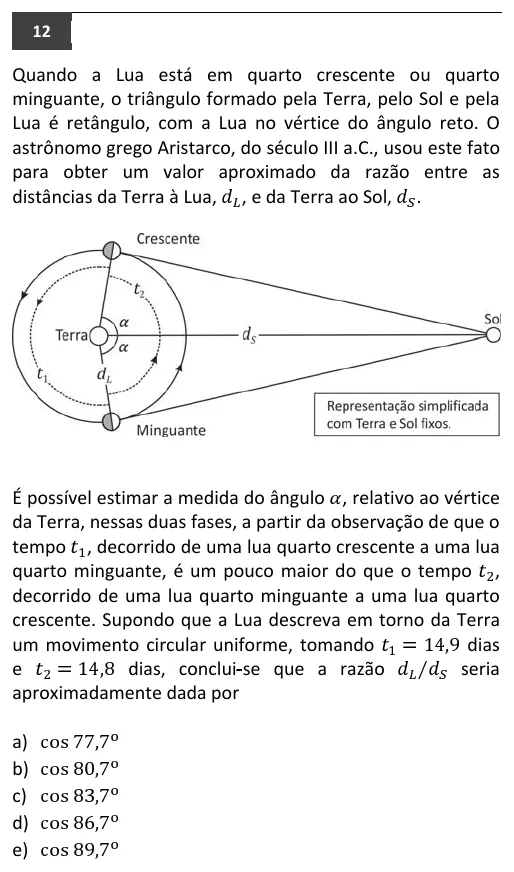 12
Quando a Lua está em quarto crescente ou quarto
minguante, o triângulo formado pela Terra, pelo Sol e pela
Lua é retângulo, com a Lua no vértice do ângulo reto. O
astrônomo grego Aristarco, do século III a.C., usou este fato
para obter um valor aproximado da razão entre as
distâncias da Terra à Lua, d_L, e da Terra ao Sol, d_S.
Crescente
t_2
Sol
α
Terra
d_S
α
t_1
d_L
Representação simplificada
com Terra e Sol fixos.
Minguante
É possível estimar a medida do ângulo α, relativo ao vértice
da Terra, nessas duas fases, a partir da observação de que o
tempo t_1, decorrido de uma lua quarto crescente a uma lua
quarto minguante, é um pouco maior do que o tempo t_2,
decorrido de uma lua quarto minguante a uma lua quarto
crescente. Supondo que a Lua descreva em torno da Terra
um movimento circular uniforme, tomando t_1 = 14,9 dias
e t_2 = 14,8 dias, conclui-se que a razão d_L/d_S seria
aproximadamente dada por
a) cos 77,7º
b) cos 80,7º
c) cos 83,7º
d) cos 86,7º
e) cos 89,7º